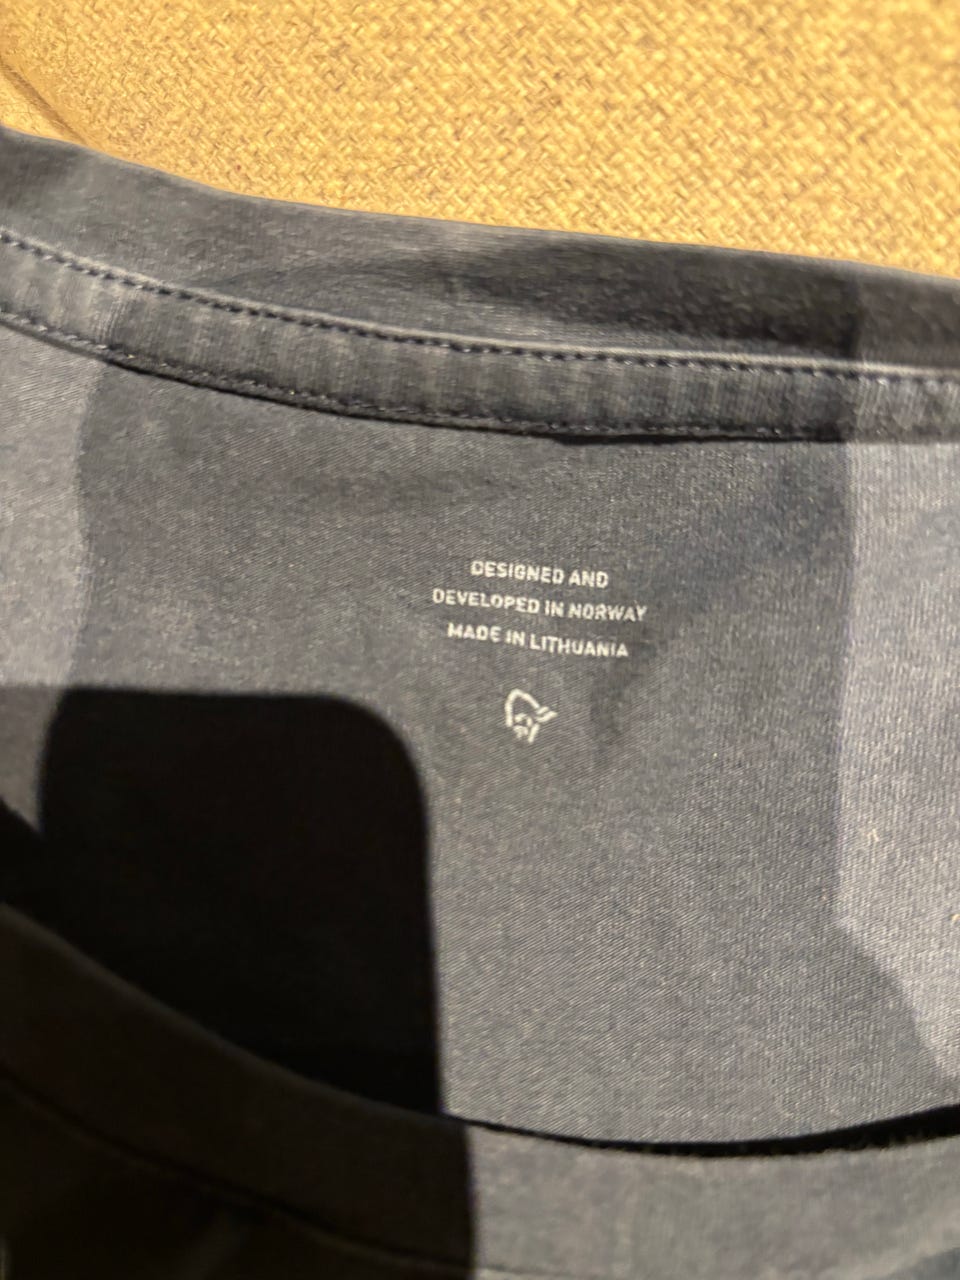 DESIGNED AND
DEVELOPED IN NORWAY
MADE IN LITHUANIA